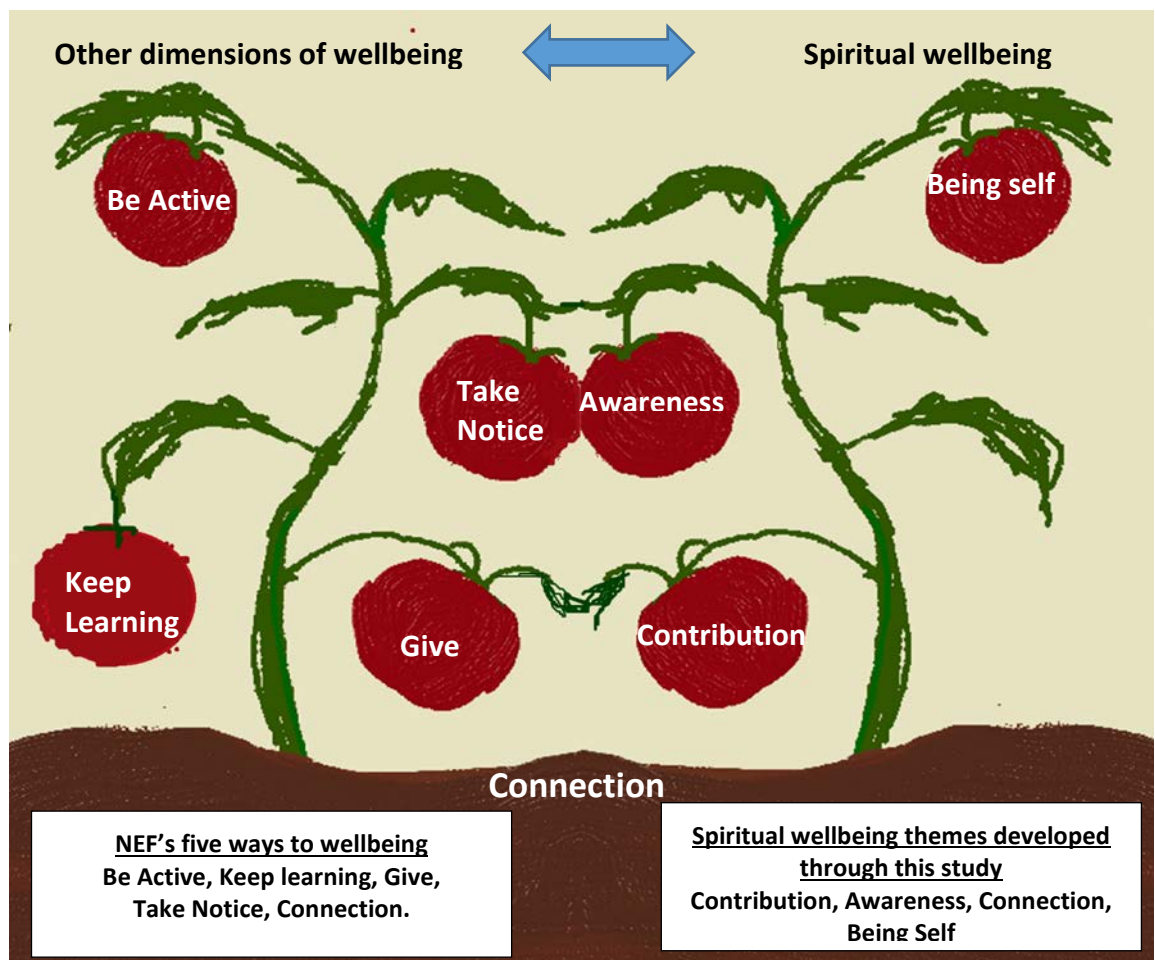 Other dimensions of wellbeing
Spiritual wellbeing
Be Active
Being self
Take
Notice
Awareness
Keep
Learning
Give
Contribution
Connection
NEF’s five ways to wellbeing
Be Active, Keep learning, Give,
Take Notice, Connection.
Spiritual wellbeing themes developed
through this study
Contribution, Awareness, Connection,
Being Self